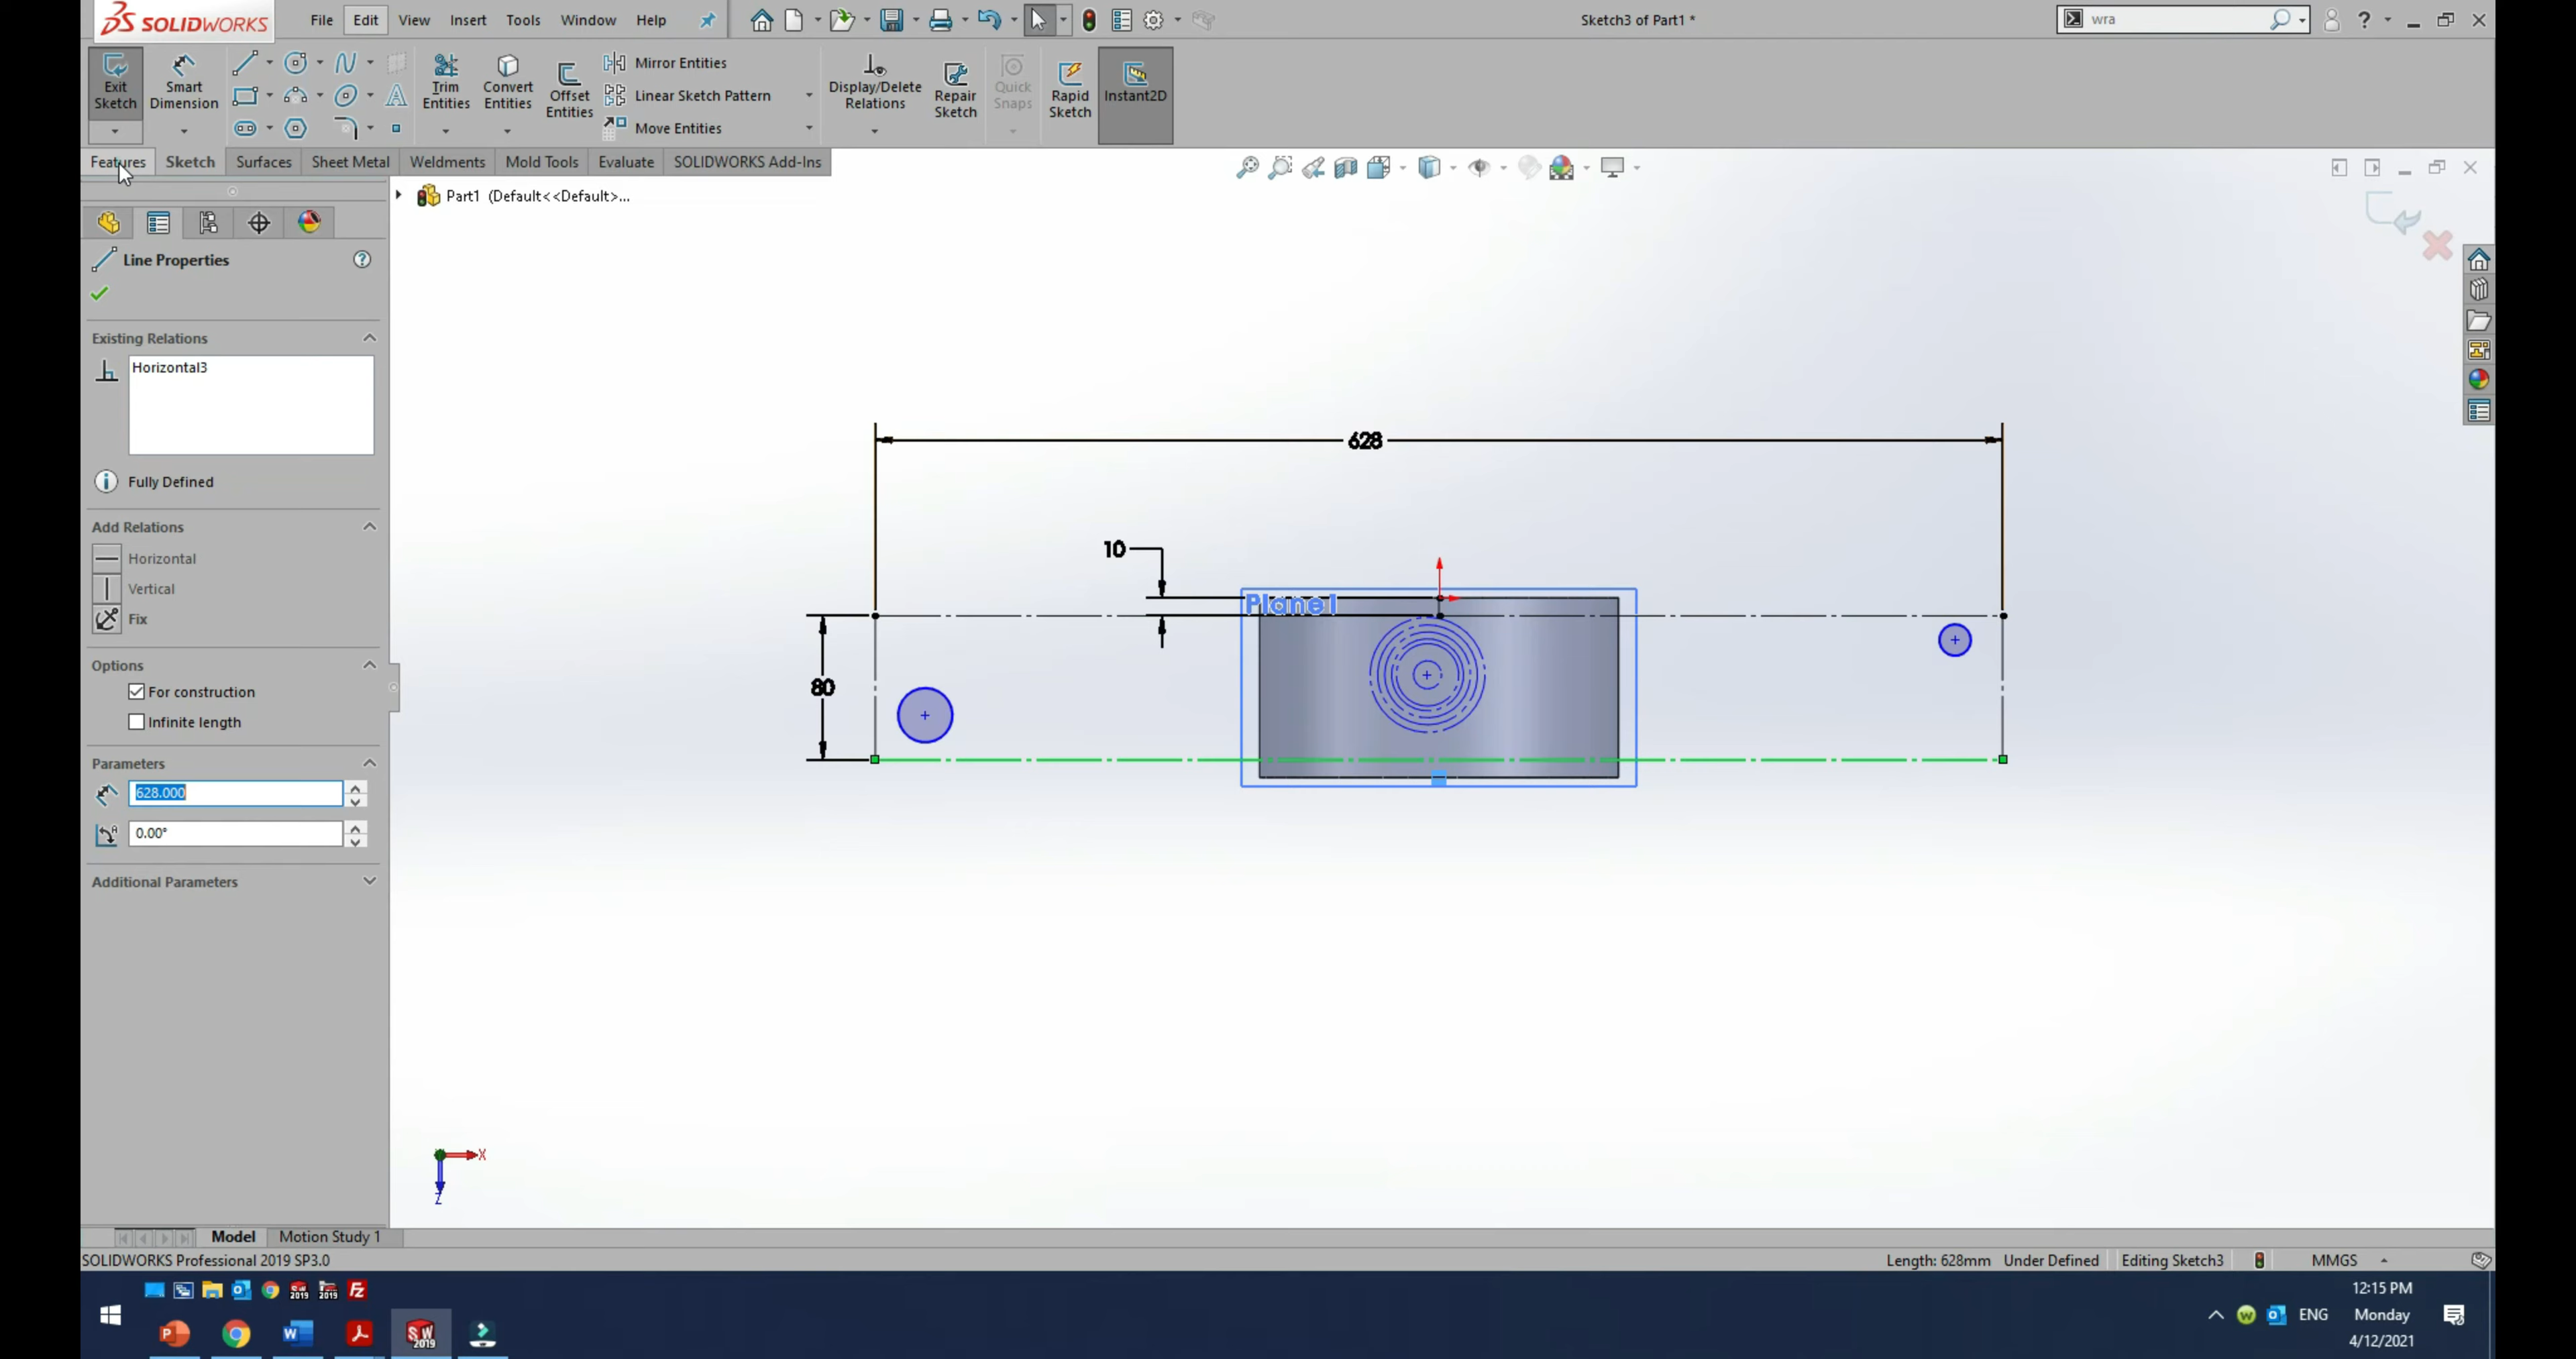 SOLIDWORKS File Edit View Insert Tools Window Help Sketch3 of Part1 * wra
Exit Sketch
Smart Dimension
Trim Entities
Convert Entities
Offset Entities
Mirror Entities
Linear Sketch Pattern
Move Entities
Display/Delete Relations
Repair Sketch
Quick Snaps
Rapid Sketch
Instant2D
Features Sketch Surfaces Sheet Metal Weldments Mold Tools Evaluate SOLIDWORKS Add-Ins
Part1 (Default<<Default>...
Line Properties
Existing Relations
Horizontal3
Fully Defined
Add Relations
Horizontal
Vertical
Fix
Options
For construction
Infinite length
Parameters
628.000
0.00°
Additional Parameters
628
10
Plane1
80
X
Z
Model Motion Study 1
SOLIDWORKS Professional 2019 SP3.0 Length: 628mm Under Defined Editing Sketch3 MMGS
12:15 PM
ENG Monday
4/12/2021